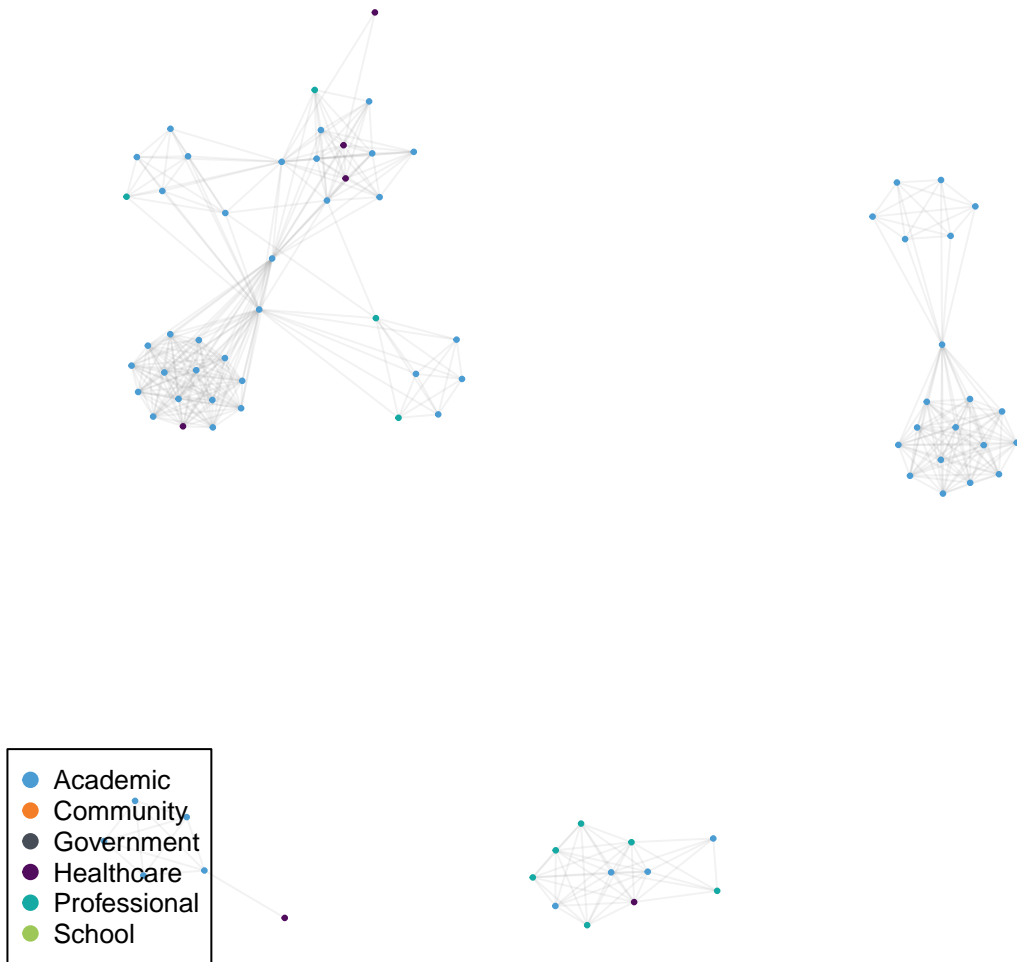 Academic
Community
Government
Healthcare
Professional
School